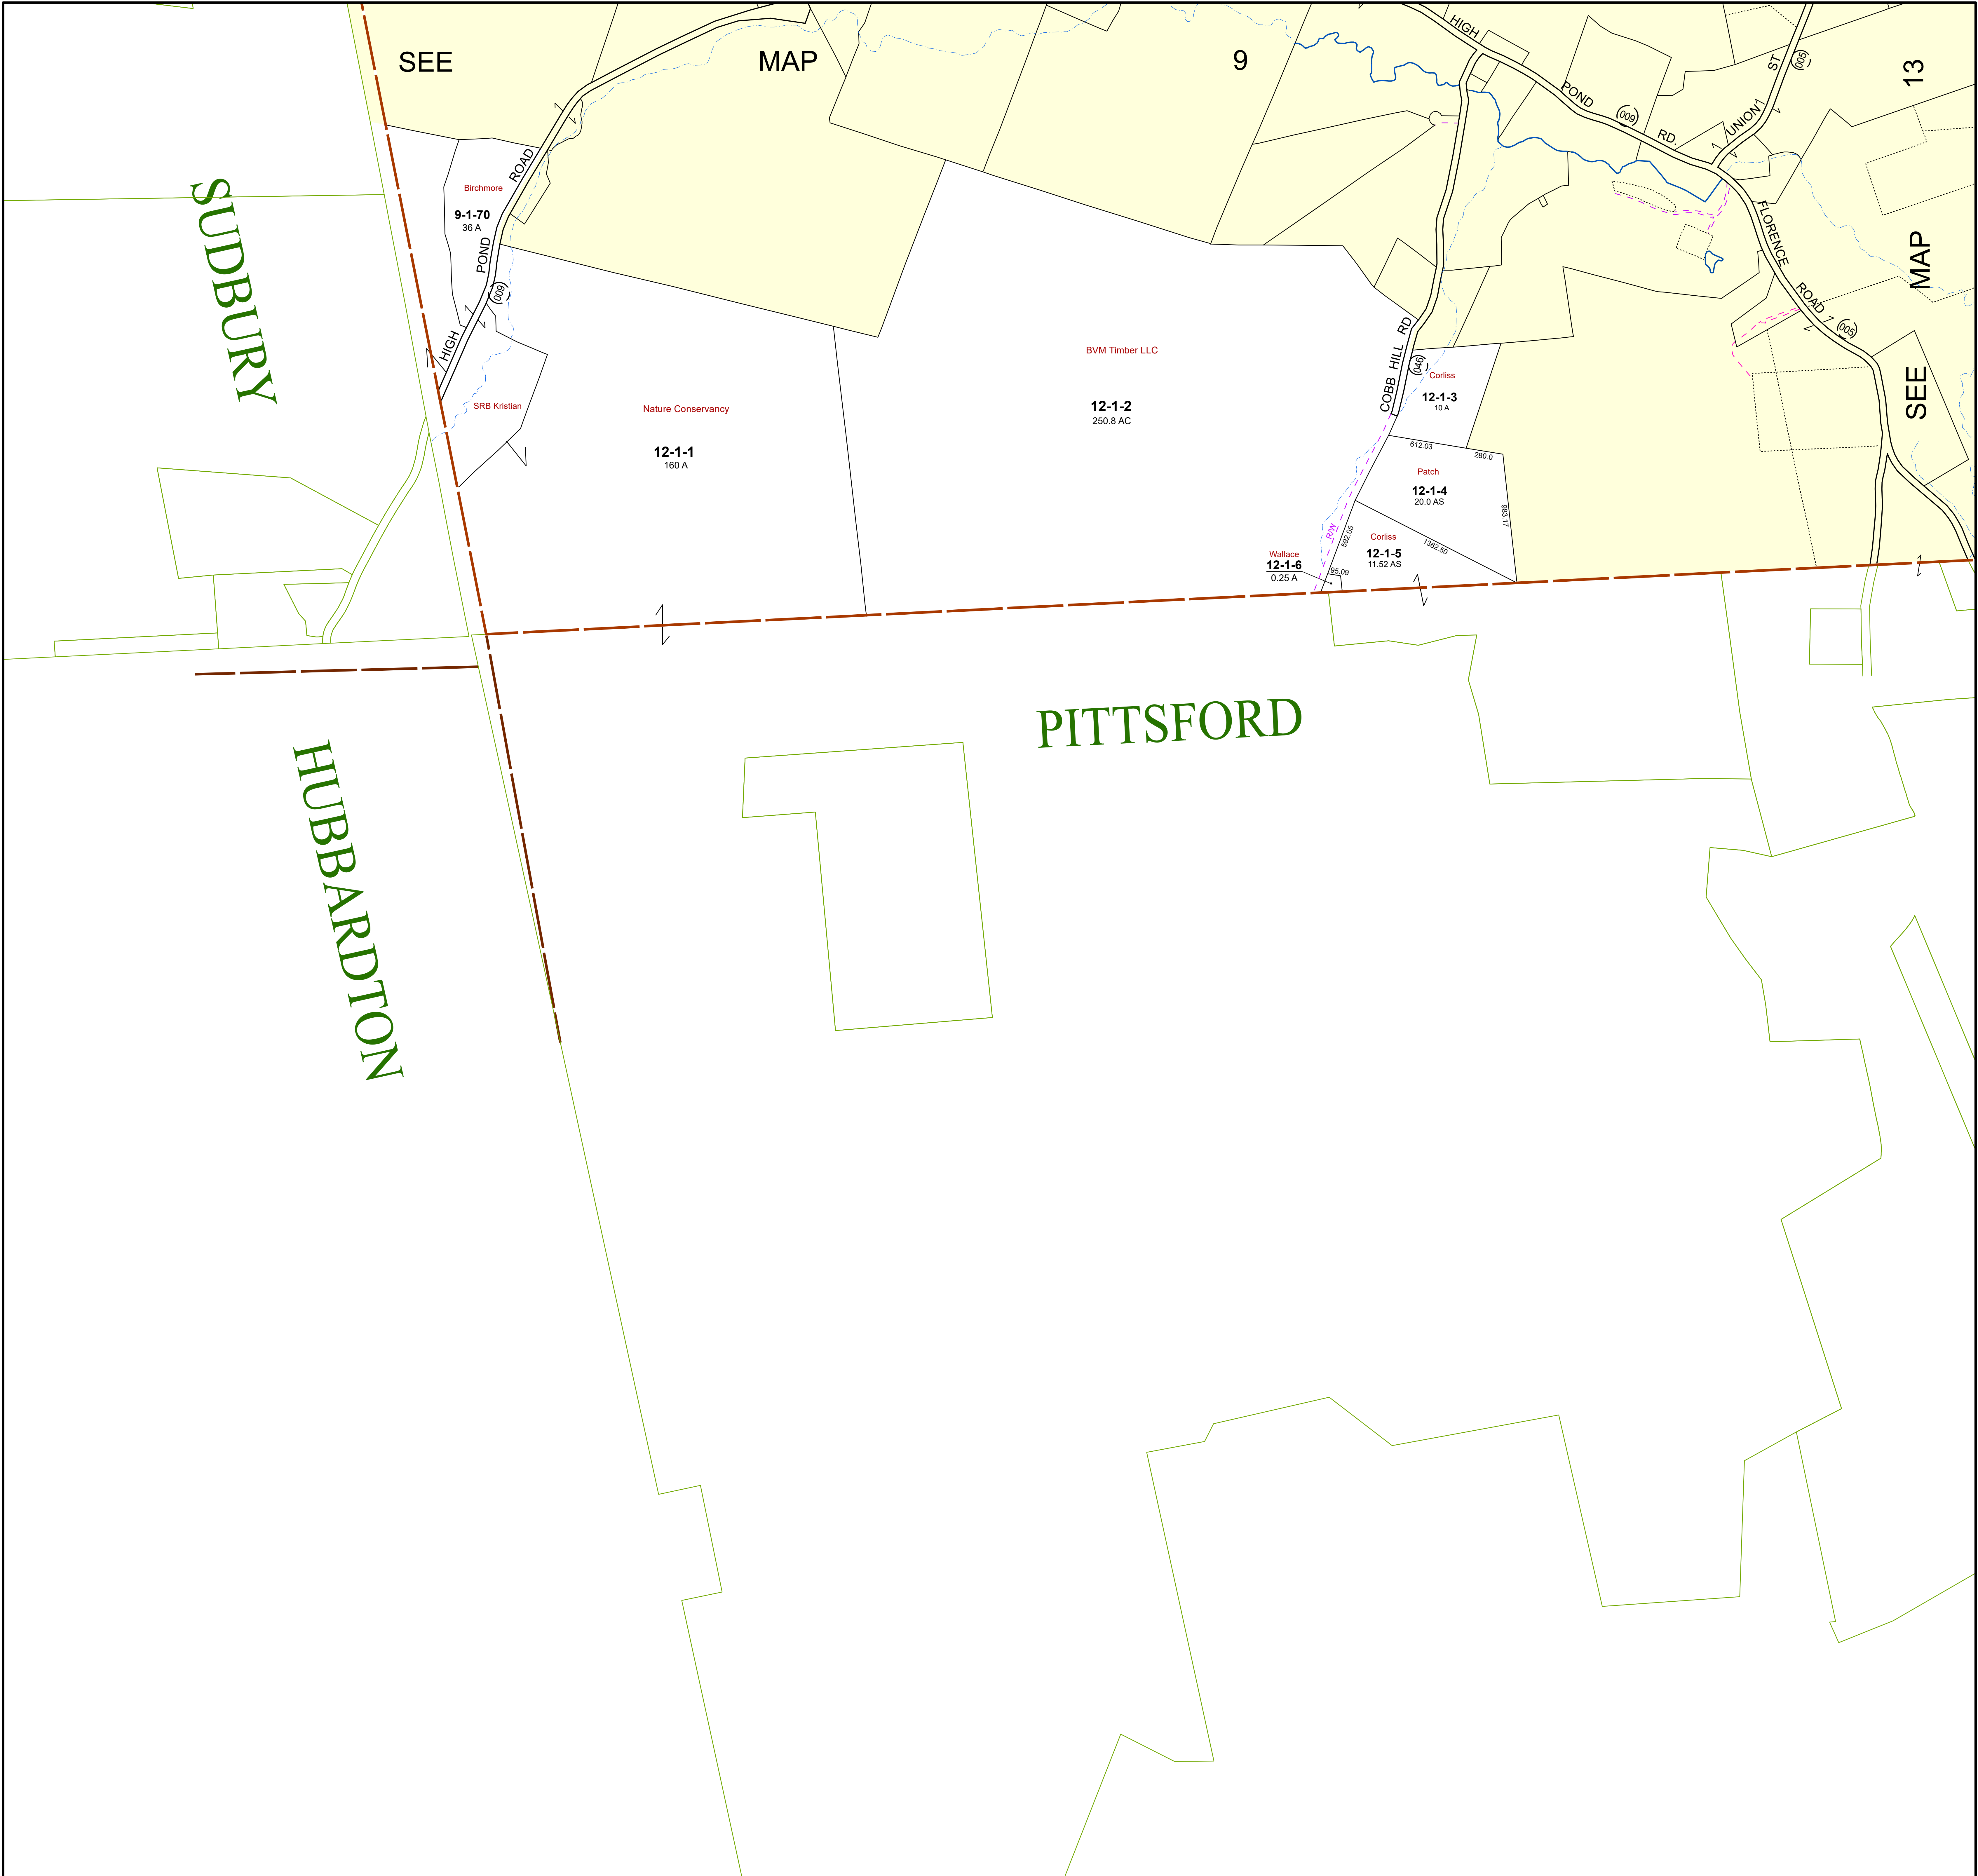 SEE MAP 9
SEE MAP 13
SUDBURY
HUBBARDTON
PITTSFORD
HIGH POND ROAD
(009)
HIGH POND RD.
(009)
UNION ST
(005)
FLORENCE ROAD
(005)
COBB HILL RD
(046)
Birchmore
9-1-70
36 A
SRB Kristian
Nature Conservancy
12-1-1
160 A
BVM Timber LLC
12-1-2
250.8 AC
Corliss
12-1-3
10 A
612.03
280.0
Patch
12-1-4
20.0 AS
983.17
1362.50
R/W
592.05
Corliss
12-1-5
11.52 AS
Wallace
12-1-6
0.25 A
95.09